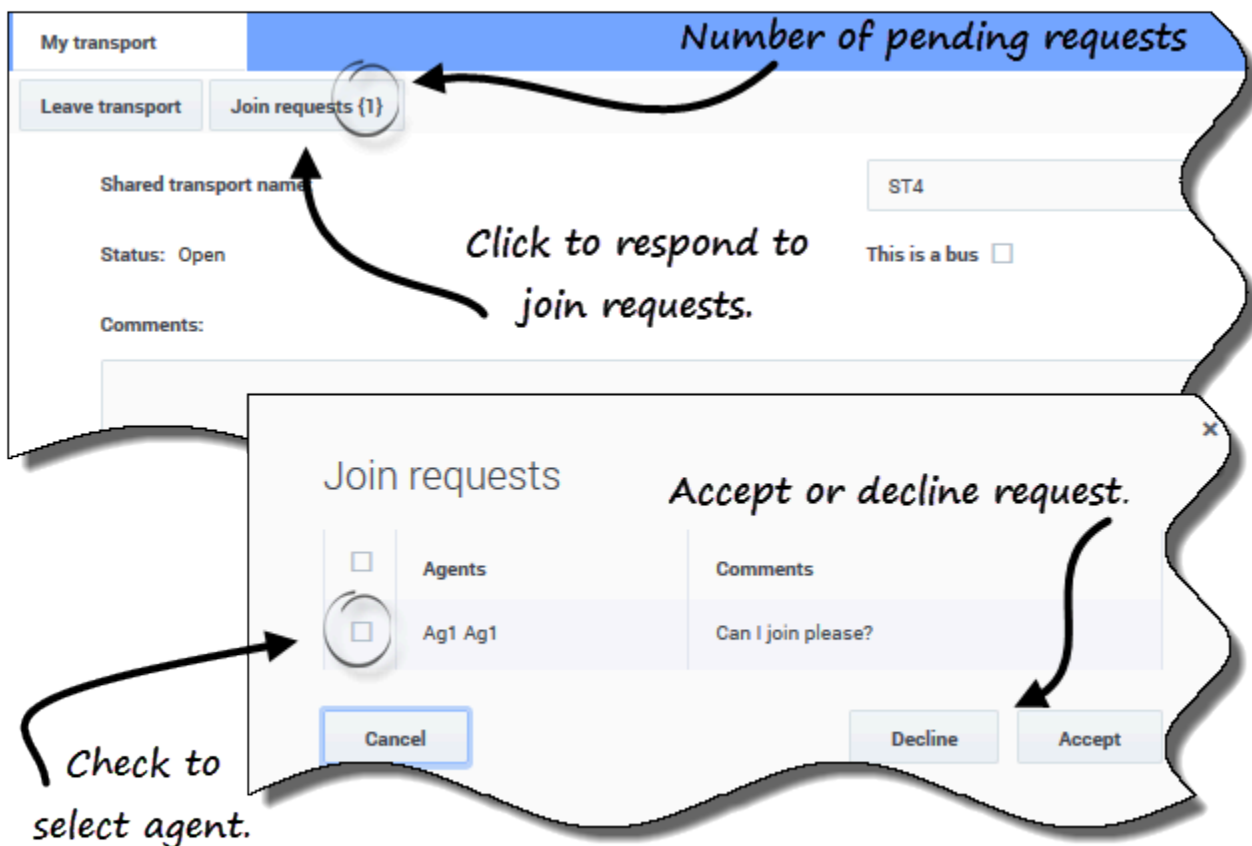 My transport
Number of pending requests
Leave transport
Join requests {1}
Shared transport name
ST4
Click to respond to
join requests.
Status: Open
This is a bus
Comments:
×
Join requests
Accept or decline request.
Agents
Comments
Ag1 Ag1
Can I join please?
Cancel
Decline
Accept
Check to
select agent.